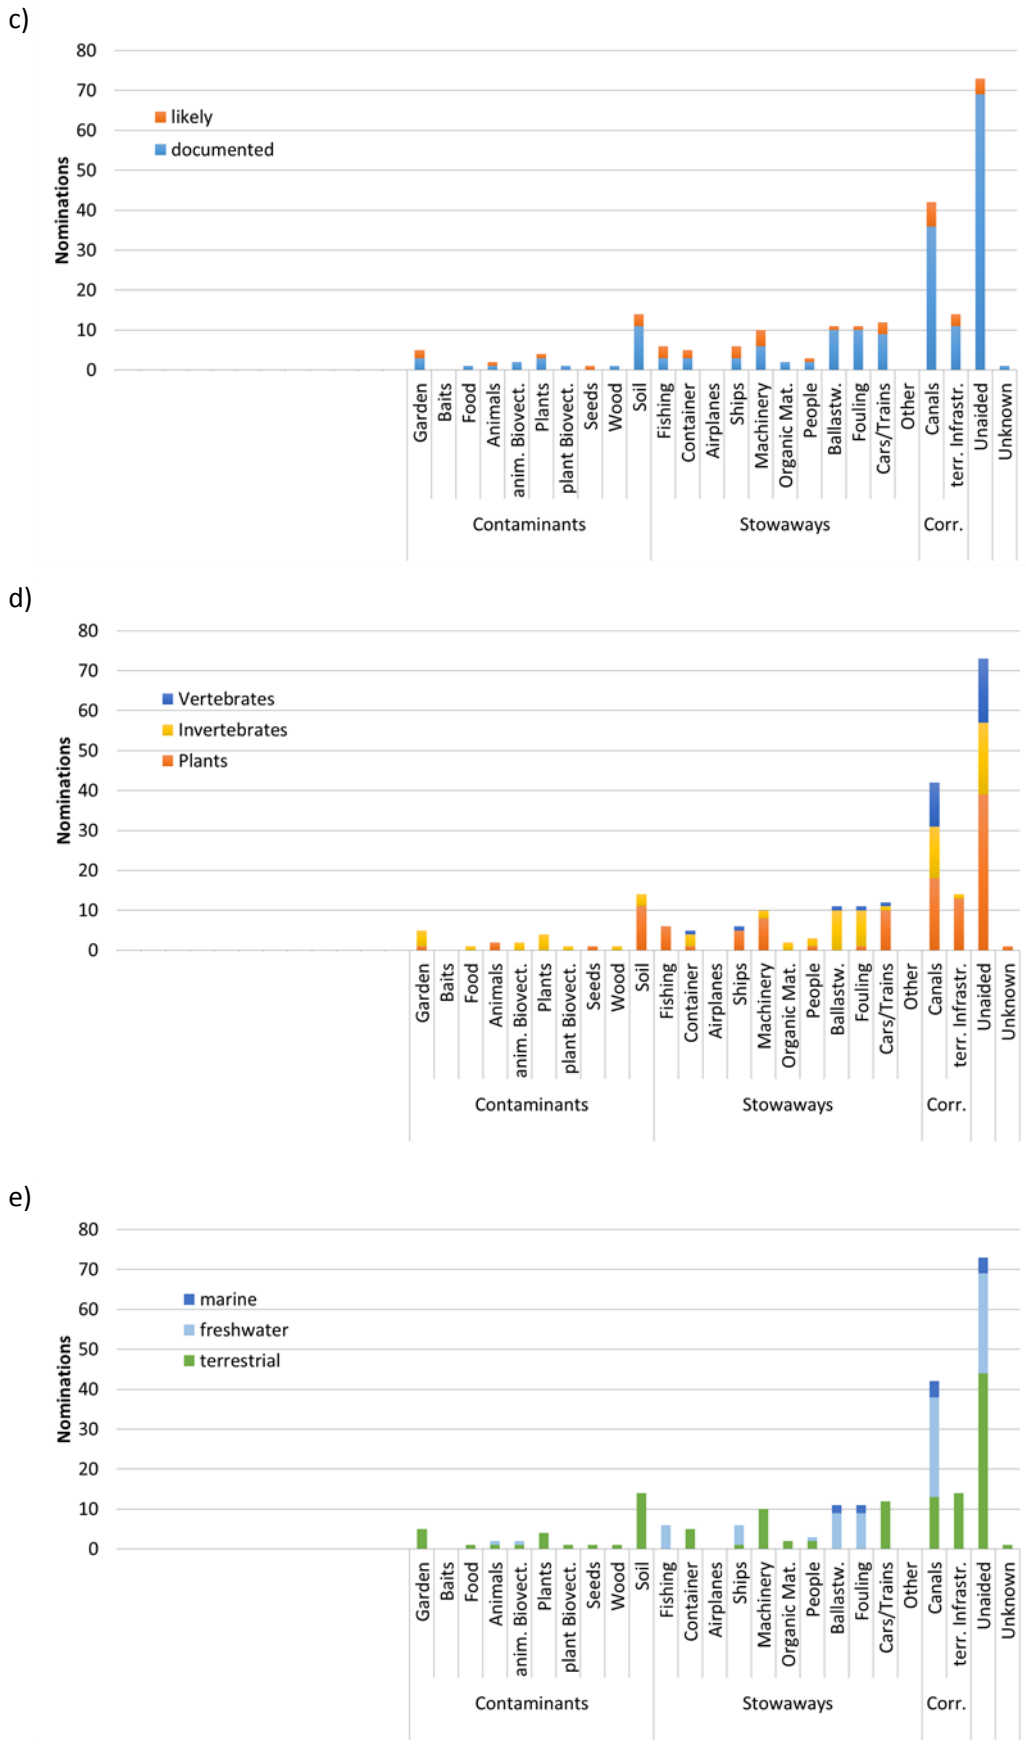 c)
80
70
60
50
40
30
20
10
0
Nominations
likely
documented
Garden
Baits
Food
Animals
anim. Biovect.
Plants
plant Biovect.
Seeds
Wood
Soil
Fishing
Container
Airplanes
Ships
Machinery
Organic Mat.
People
Ballastw.
Fouling
Cars/Trains
Other
Canals
terr. Infrastr.
Unaided
Unknown
Contaminants
Stowaways
Corr.
d)
80
70
60
50
40
30
20
10
0
Nominations
Vertebrates
Invertebrates
Plants
Garden
Baits
Food
Animals
anim. Biovect.
Plants
plant Biovect.
Seeds
Wood
Soil
Fishing
Container
Airplanes
Ships
Machinery
Organic Mat.
People
Ballastw.
Fouling
Cars/Trains
Other
Canals
terr. Infrastr.
Unaided
Unknown
Contaminants
Stowaways
Corr.
e)
80
70
60
50
40
30
20
10
0
Nominations
marine
freshwater
terrestrial
Garden
Baits
Food
Animals
anim. Biovect.
Plants
plant Biovect.
Seeds
Wood
Soil
Fishing
Container
Airplanes
Ships
Machinery
Organic Mat.
People
Ballastw.
Fouling
Cars/Trains
Other
Canals
terr. Infrastr.
Unaided
Unknown
Contaminants
Stowaways
Corr.